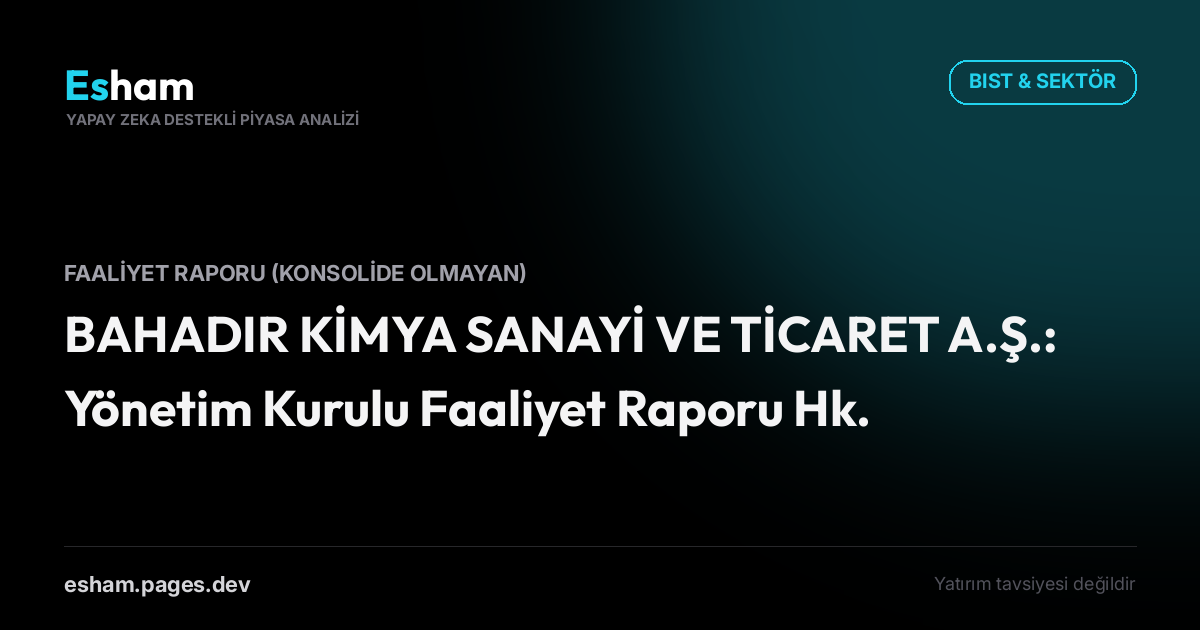 Esham
BIST & SEKTÖR
YAPAY ZEKA DESTEKLİ PİYASA ANALİZİ
FAALİYET RAPORU (KONSOLİDE OLMAYAN)
BAHADIR KİMYA SANAYİ VE TİCARET A.Ş.:
Yönetim Kurulu Faaliyet Raporu Hk.
esham.pages.dev
Yatırım tavsiyesi değildir